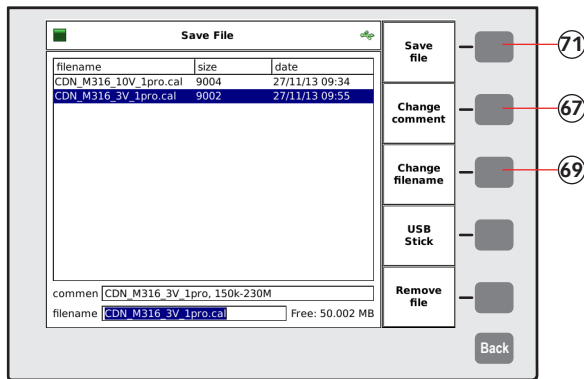 Save File
filename size date
CDN_M316_10V_1pro.cal 9004 27/11/13 09:34
CDN_M316_3V_1pro.cal 9002 27/11/13 09:55
commen CDN_M316_3V_1pro, 150k-230M
filename CDN_M316_3V_1pro.cal Free: 50.002 MB
Save
file
Change
comment
Change
filename
USB
Stick
Remove
file
Back
71
67
69